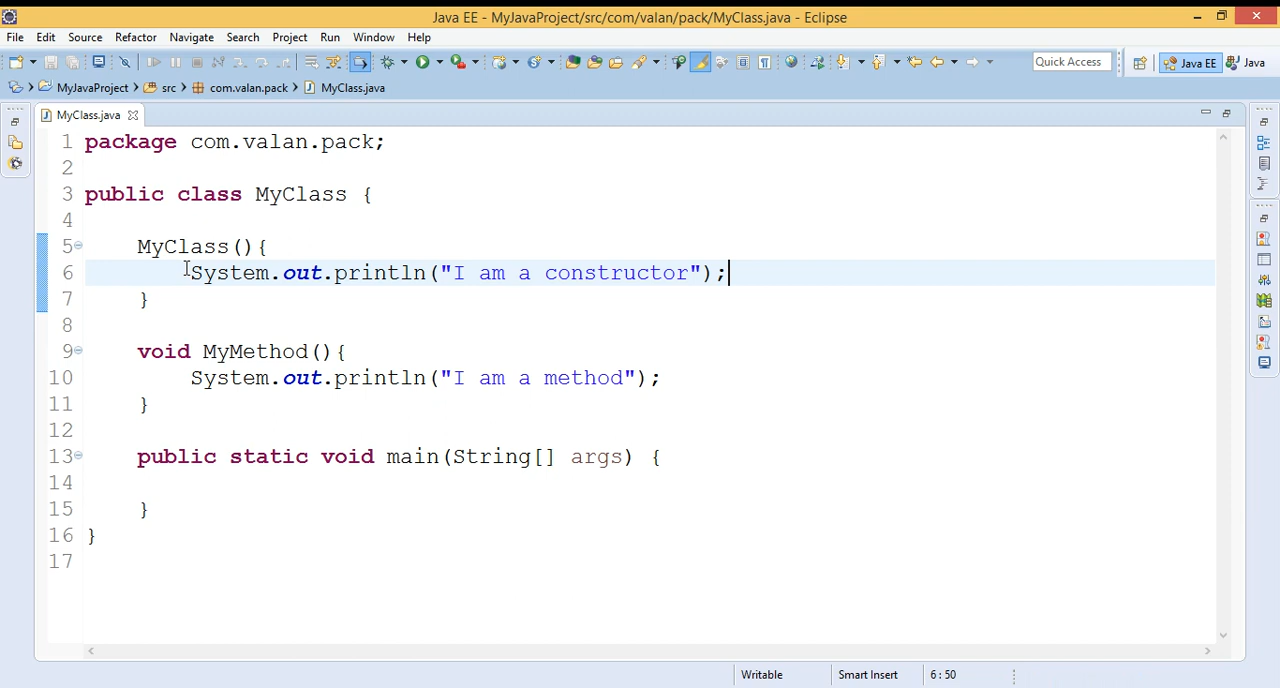 Java EE - MyJavaProject/src/com/valan/pack/MyClass.java - Eclipse
File Edit Source Refactor Navigate Search Project Run Window Help
Quick Access Java EE Java
MyJavaProject src com.valan.pack MyClass.java
MyClass.java
1 package com.valan.pack;
2
3 public class MyClass {
4
5 MyClass(){
6 System.out.println("I am a constructor");
7 }
8
9 void MyMethod(){
10 System.out.println("I am a method");
11 }
12
13 public static void main(String[] args) {
14
15 }
16 }
17
Writable Smart Insert 6:50